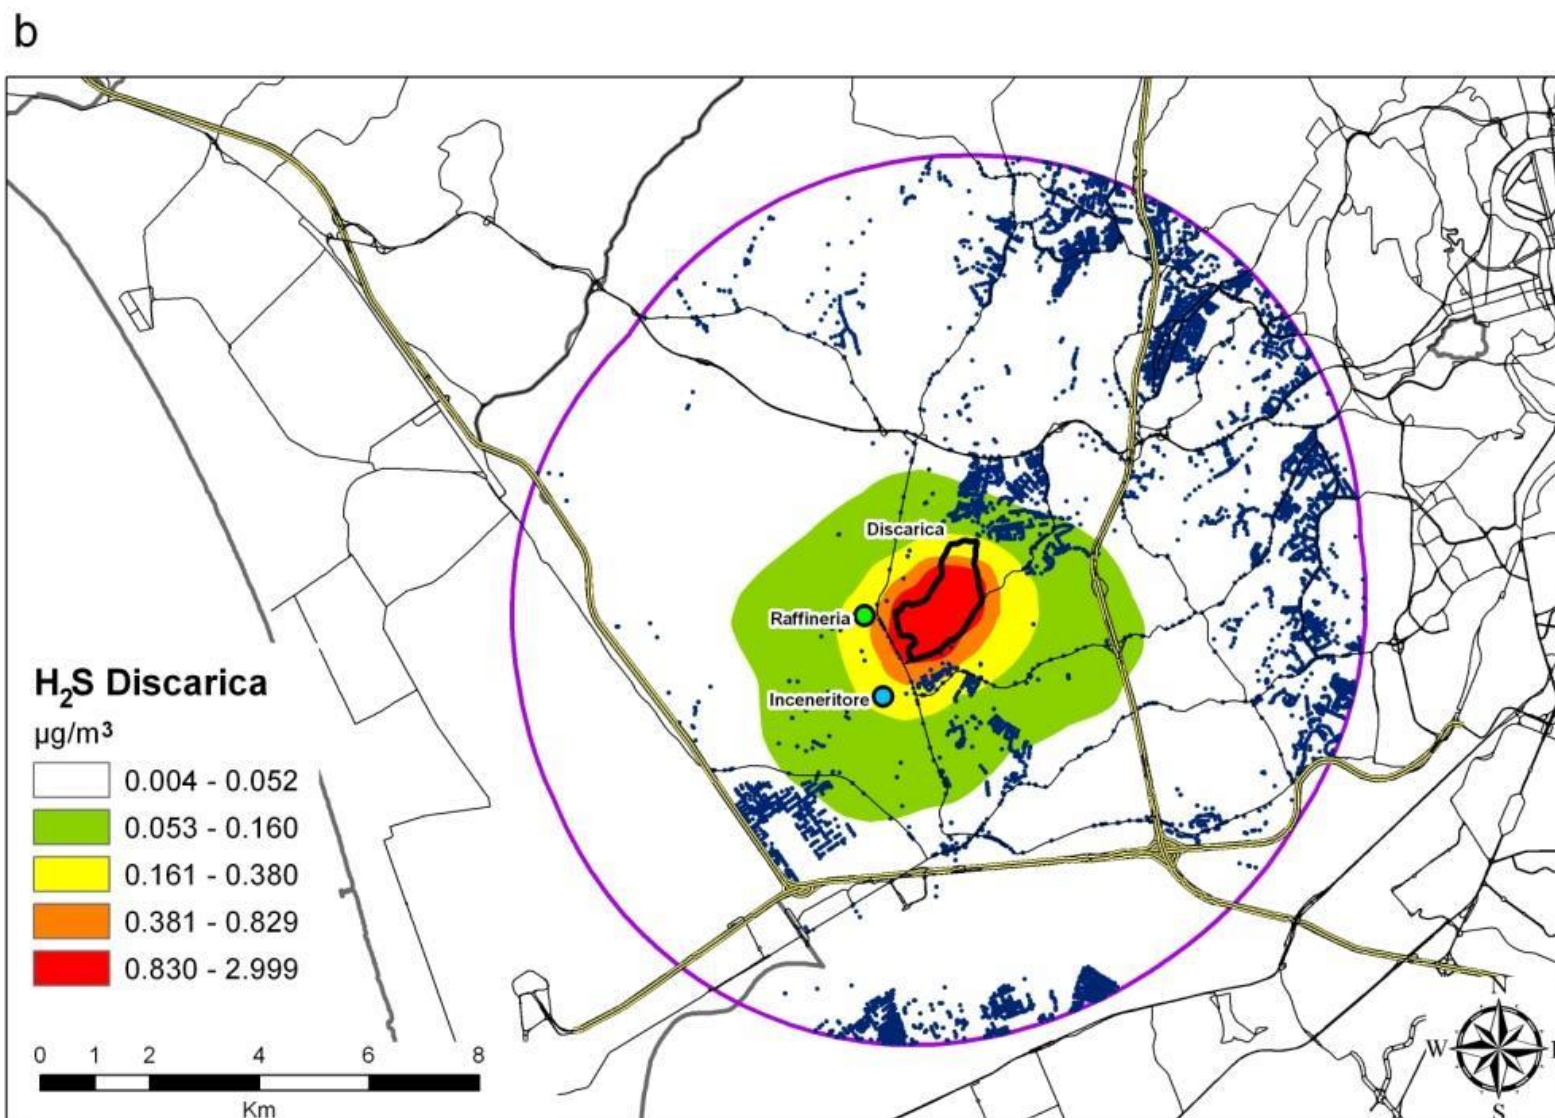 b
Discarica
Raffineria
Inceneritore
H₂S Discarica
µg/m³
0.004 - 0.052
0.053 - 0.160
0.161 - 0.380
0.381 - 0.829
0.830 - 2.999
0 1 2 4 6 8
Km
N
W
S